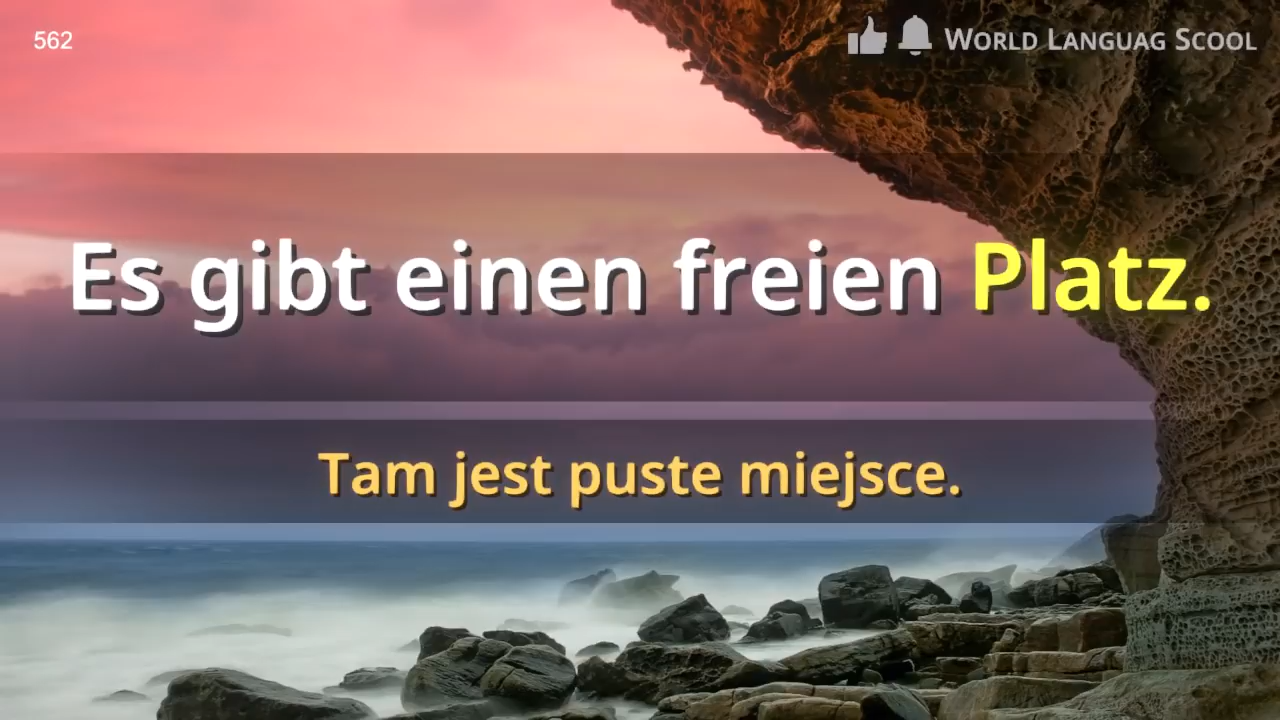 562
WORLD LANGUAG SCOOL
Es gibt einen freien Platz.
Tam jest puste miejsce.